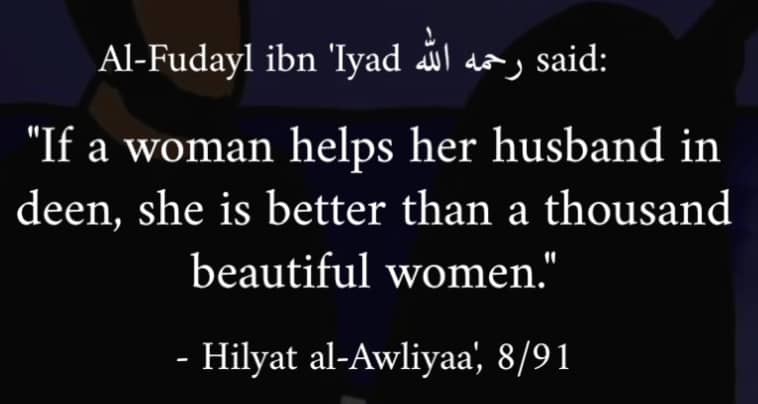 Al-Fudayl ibn 'Iyad رحمه الله said:
"If a woman helps her husband in
deen, she is better than a thousand
beautiful women."
- Hilyat al-Awliyaa', 8/91